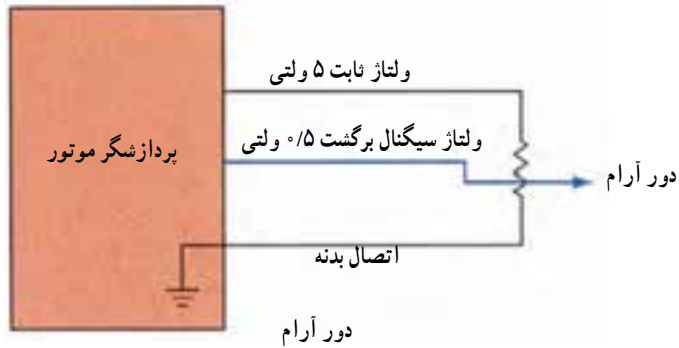 ولتاژ ثابت ۵ ولتی
ولتاژ سیگنال برگشت ۰/۵ ولتی
پردازشگر موتور
دور آرام
اتصال بدنه
دور آرام